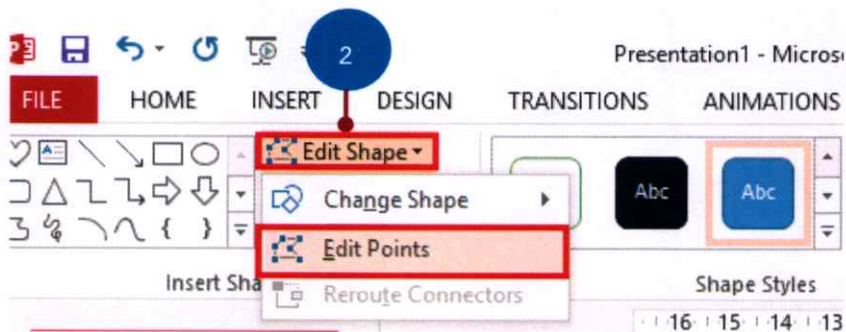 2
Presentation1 - Micros
FILE HOME INSERT DESIGN TRANSITIONS ANIMATIONS
Edit Shape
Abc Abc
Change Shape
Edit Points
Insert Sha
Reroute Connectors
Shape Styles
16 15 14 13